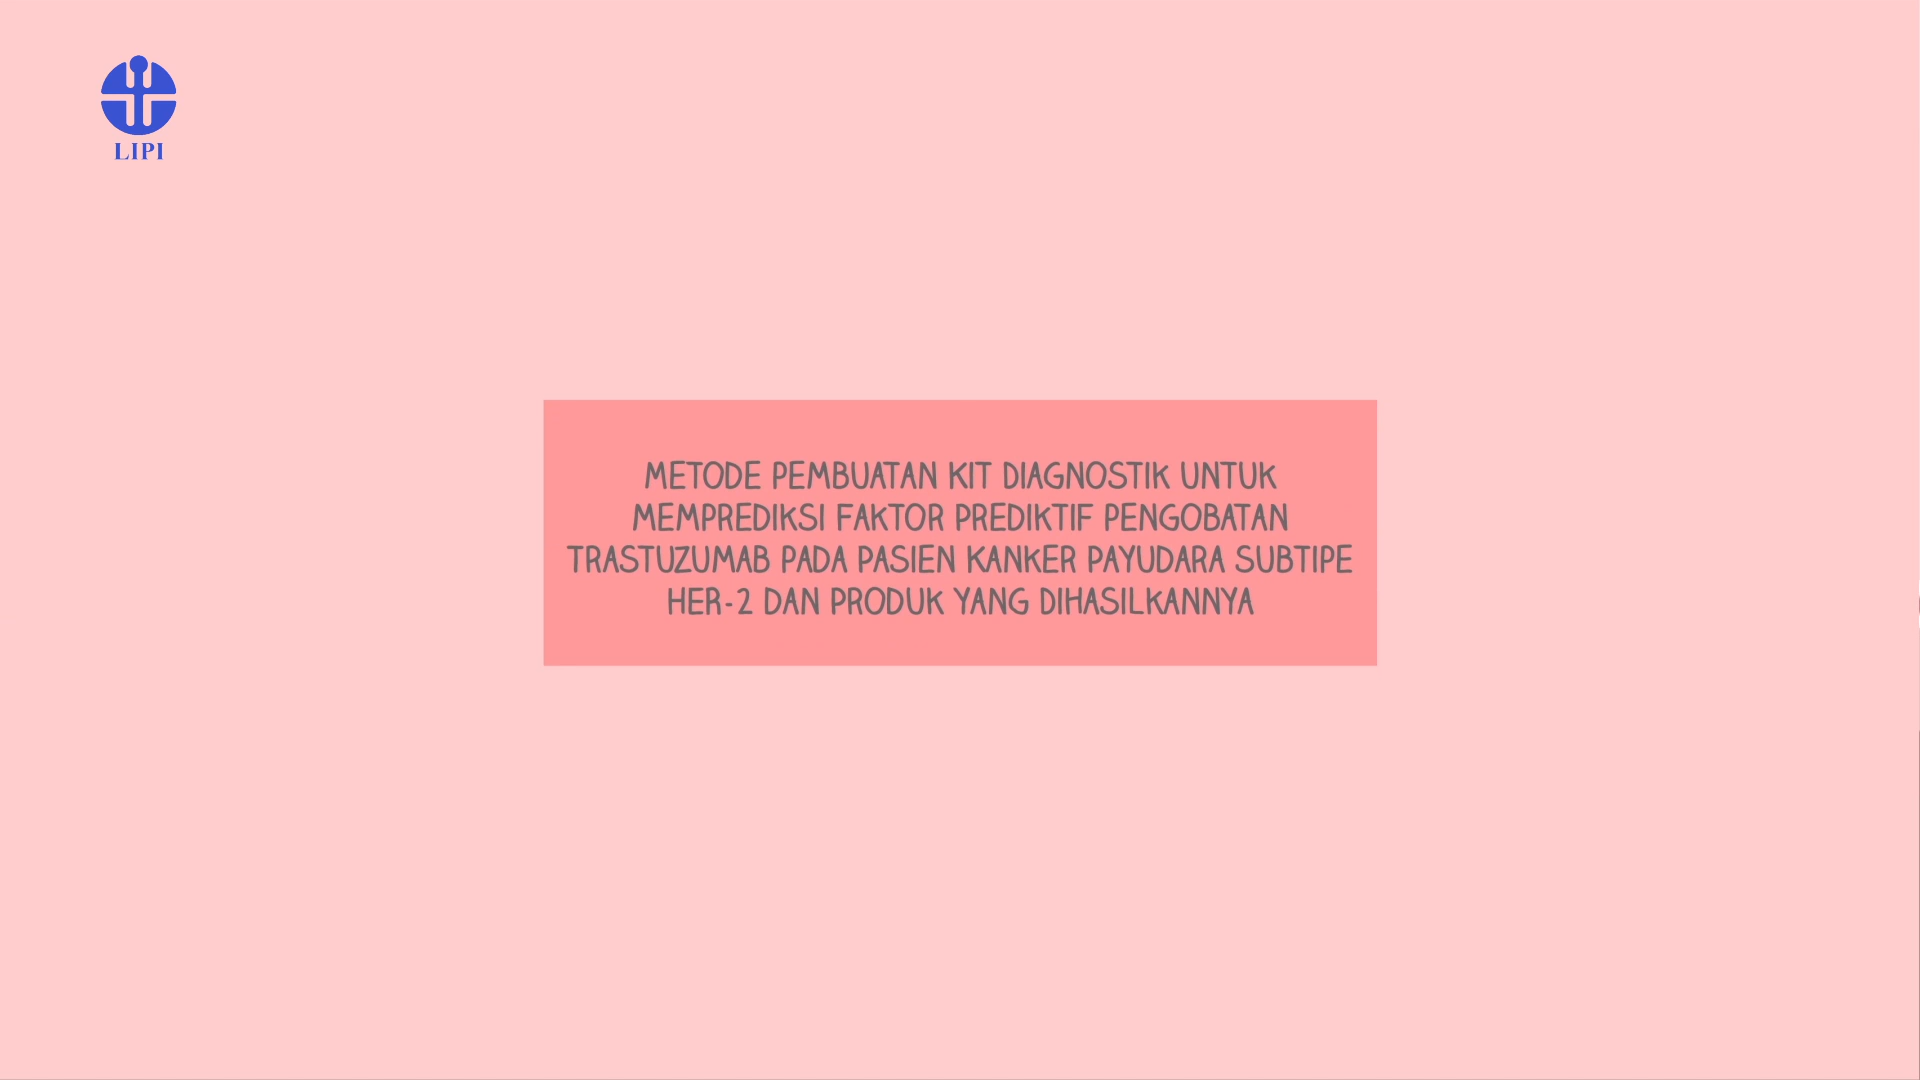 LIPI
METODE PEMBUATAN KIT DIAGNOSTIK UNTUK
MEMPREDIKSI FAKTOR PREDIKTIF PENGOBATAN
TRASTUZUMAB PADA PASIEN KANKER PAYUDARA SUBTIPE
HER-2 DAN PRODUK YANG DIHASILKANNYA